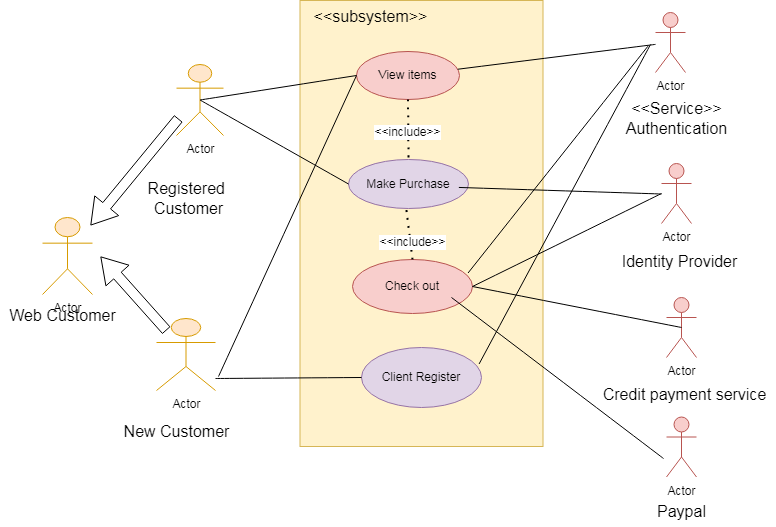 <<subsystem>>
View items
<<include>>
Make Purchase
<<include>>
Check out
Client Register
Actor
Registered
Customer
Actor
Web Customer
Actor
New Customer
Actor
<<Service>>
Authentication
Actor
Identity Provider
Actor
Credit payment service
Actor
Paypal